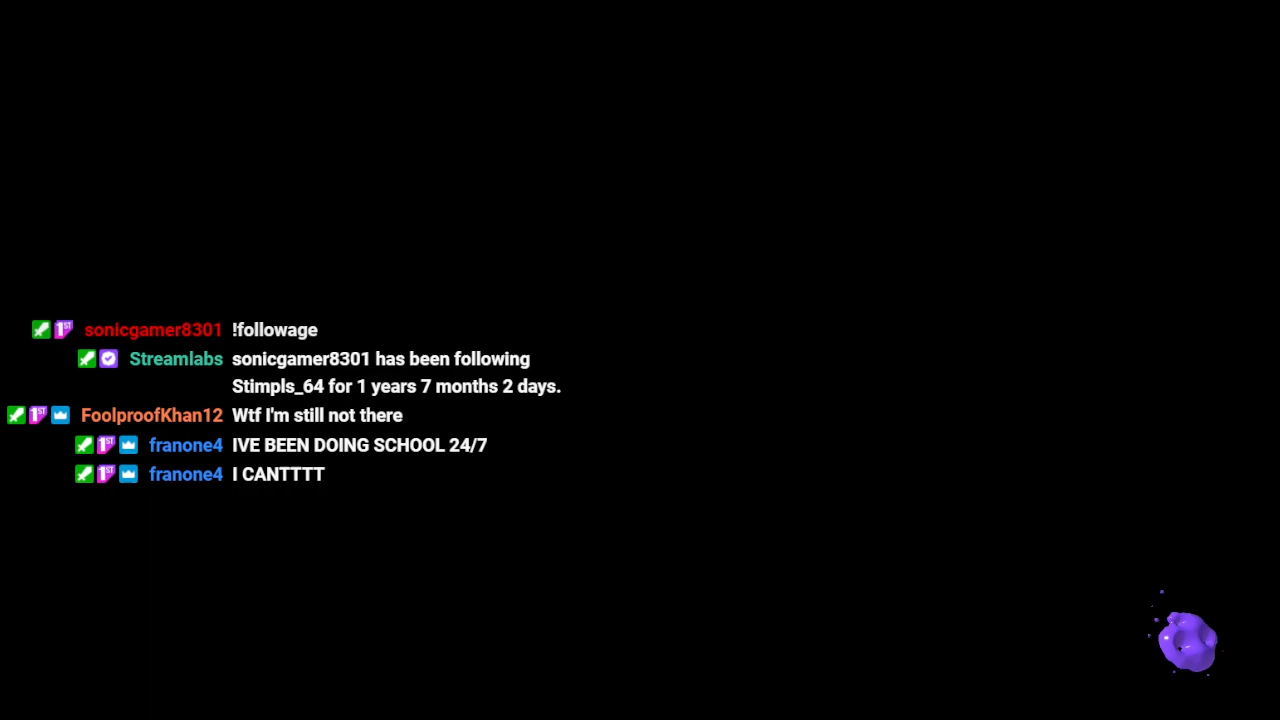 sonicgamer8301 !followage
Streamlabs sonicgamer8301 has been following
Stimpls_64 for 1 years 7 months 2 days.
FoolproofKhan12 Wtf I'm still not there
franone4 IVE BEEN DOING SCHOOL 24/7
franone4 I CANTTTT